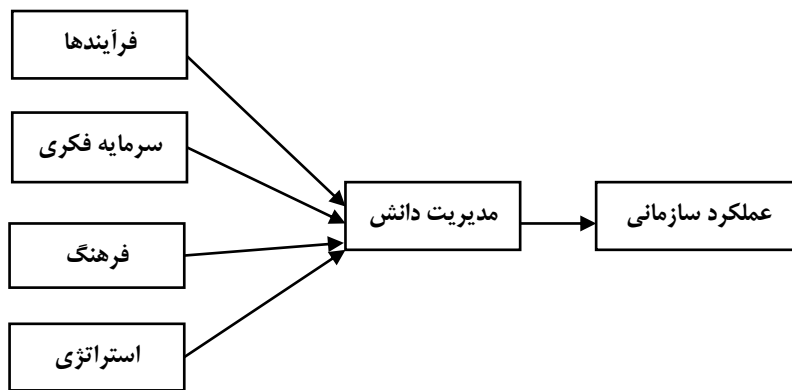 فرآیندها
سرمایه فکری
فرهنگ
استراتژی
مدیریت دانش
عملکرد سازمانی